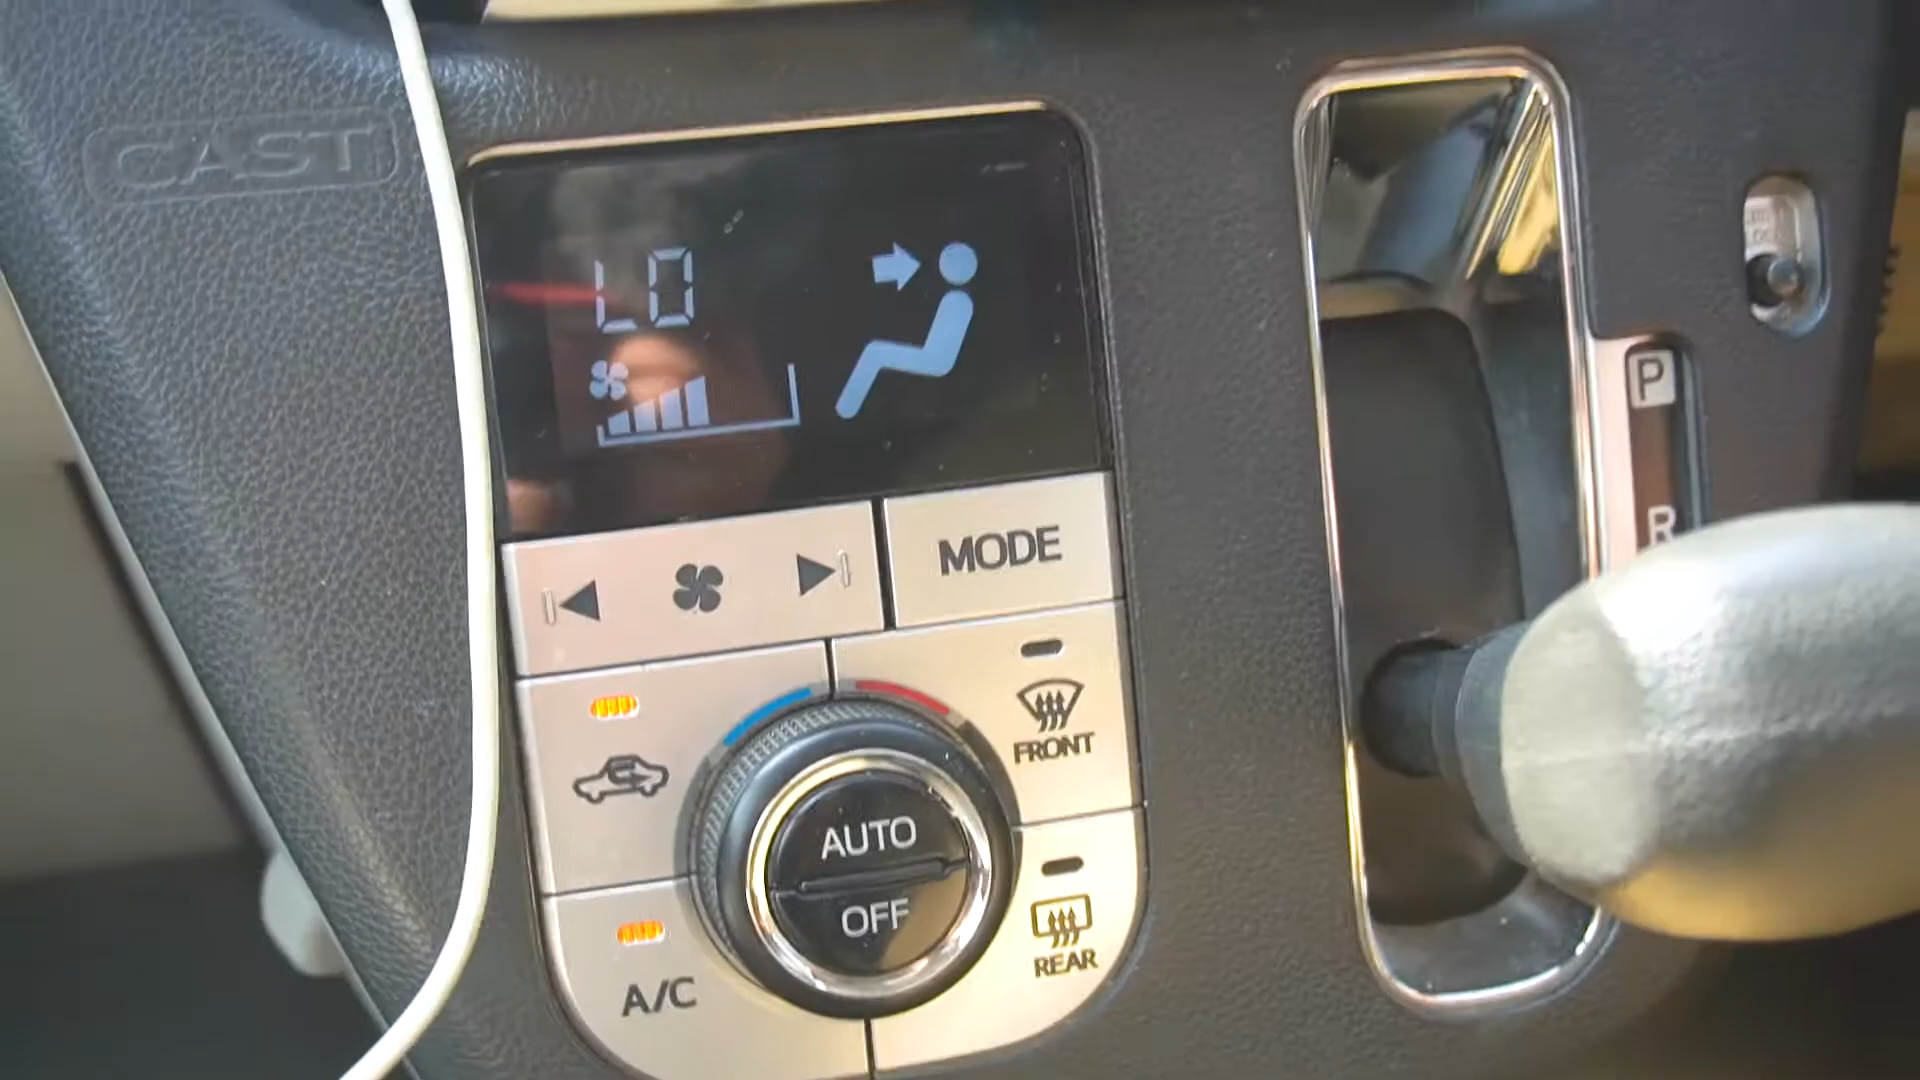 CAST
LO
MODE
P
R
FRONT
AUTO
OFF
A/C
REAR